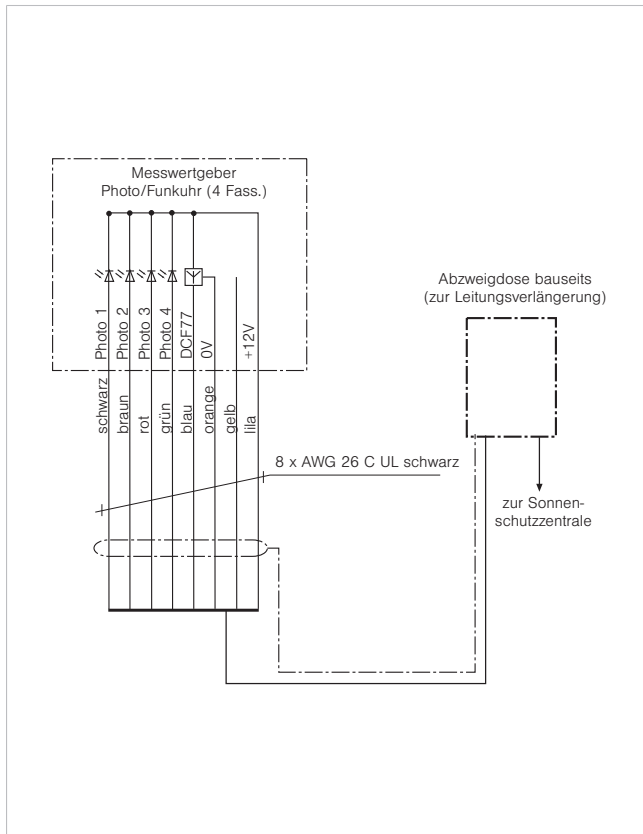 Messwertgeber
Photo/Funkuhr (4 Fass.)
Photo 1
Photo 2
Photo 3
Photo 4
DCF77
0V
+12V
schwarz
braun
rot
grün
blau
orange
gelb
lila
8 x AWG 26 C UL schwarz
Abzweigdose bauseits
(zur Leitungsverlängerung)
zur Sonnen-
schutzzentrale